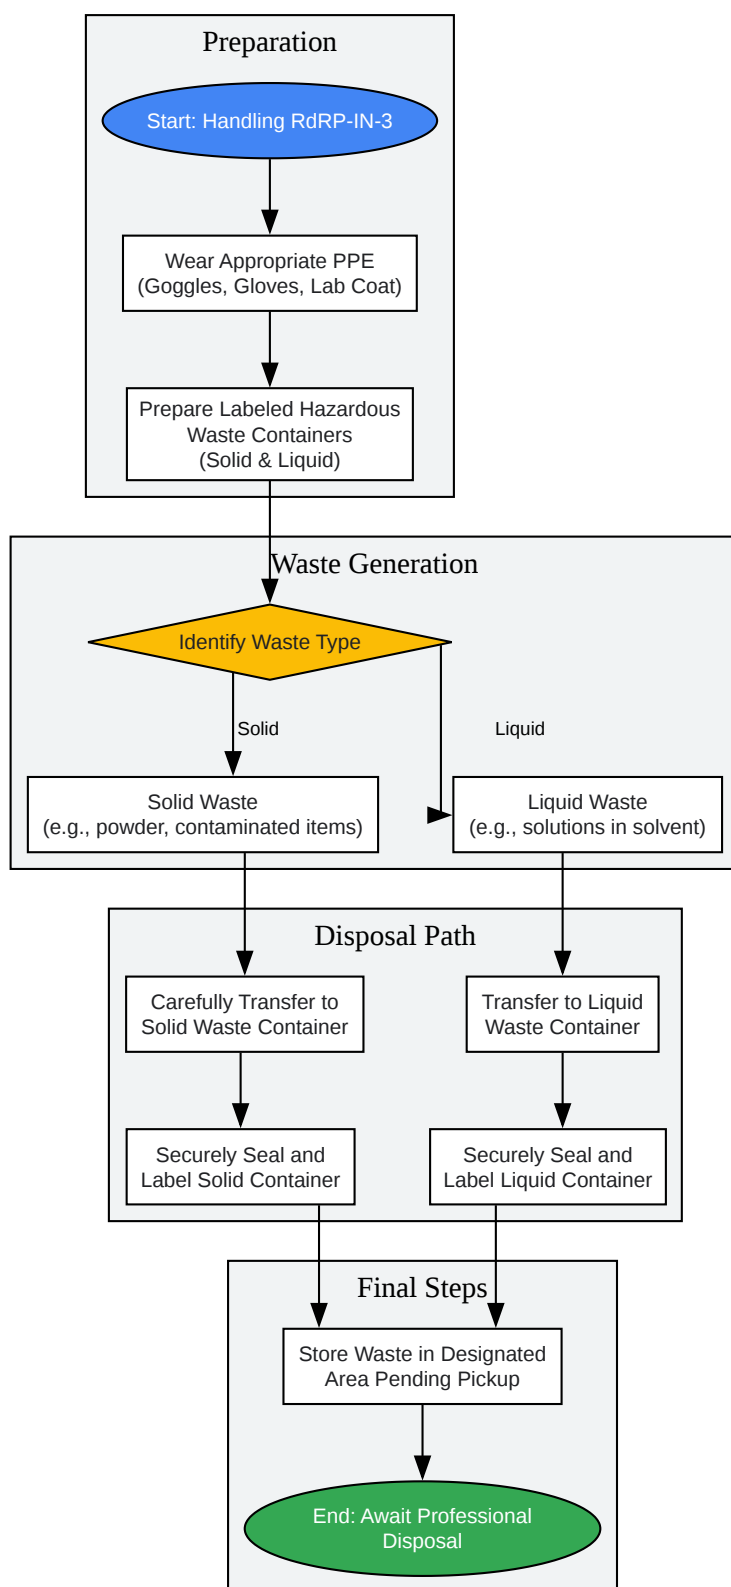 Preparation
Start: Handling RdRP-IN-3
Wear Appropriate PPE
(Goggles, Gloves, Lab Coat)
Prepare Labeled Hazardous
Waste Containers
(Solid & Liquid)
Waste Generation
Identify Waste Type
Solid
Liquid
Solid Waste
(e.g., powder, contaminated items)
Liquid Waste
(e.g., solutions in solvent)
Disposal Path
Carefully Transfer to
Solid Waste Container
Transfer to Liquid
Waste Container
Securely Seal and
Label Solid Container
Securely Seal and
Label Liquid Container
Final Steps
Store Waste in Designated
Area Pending Pickup
End: Await Professional
Disposal